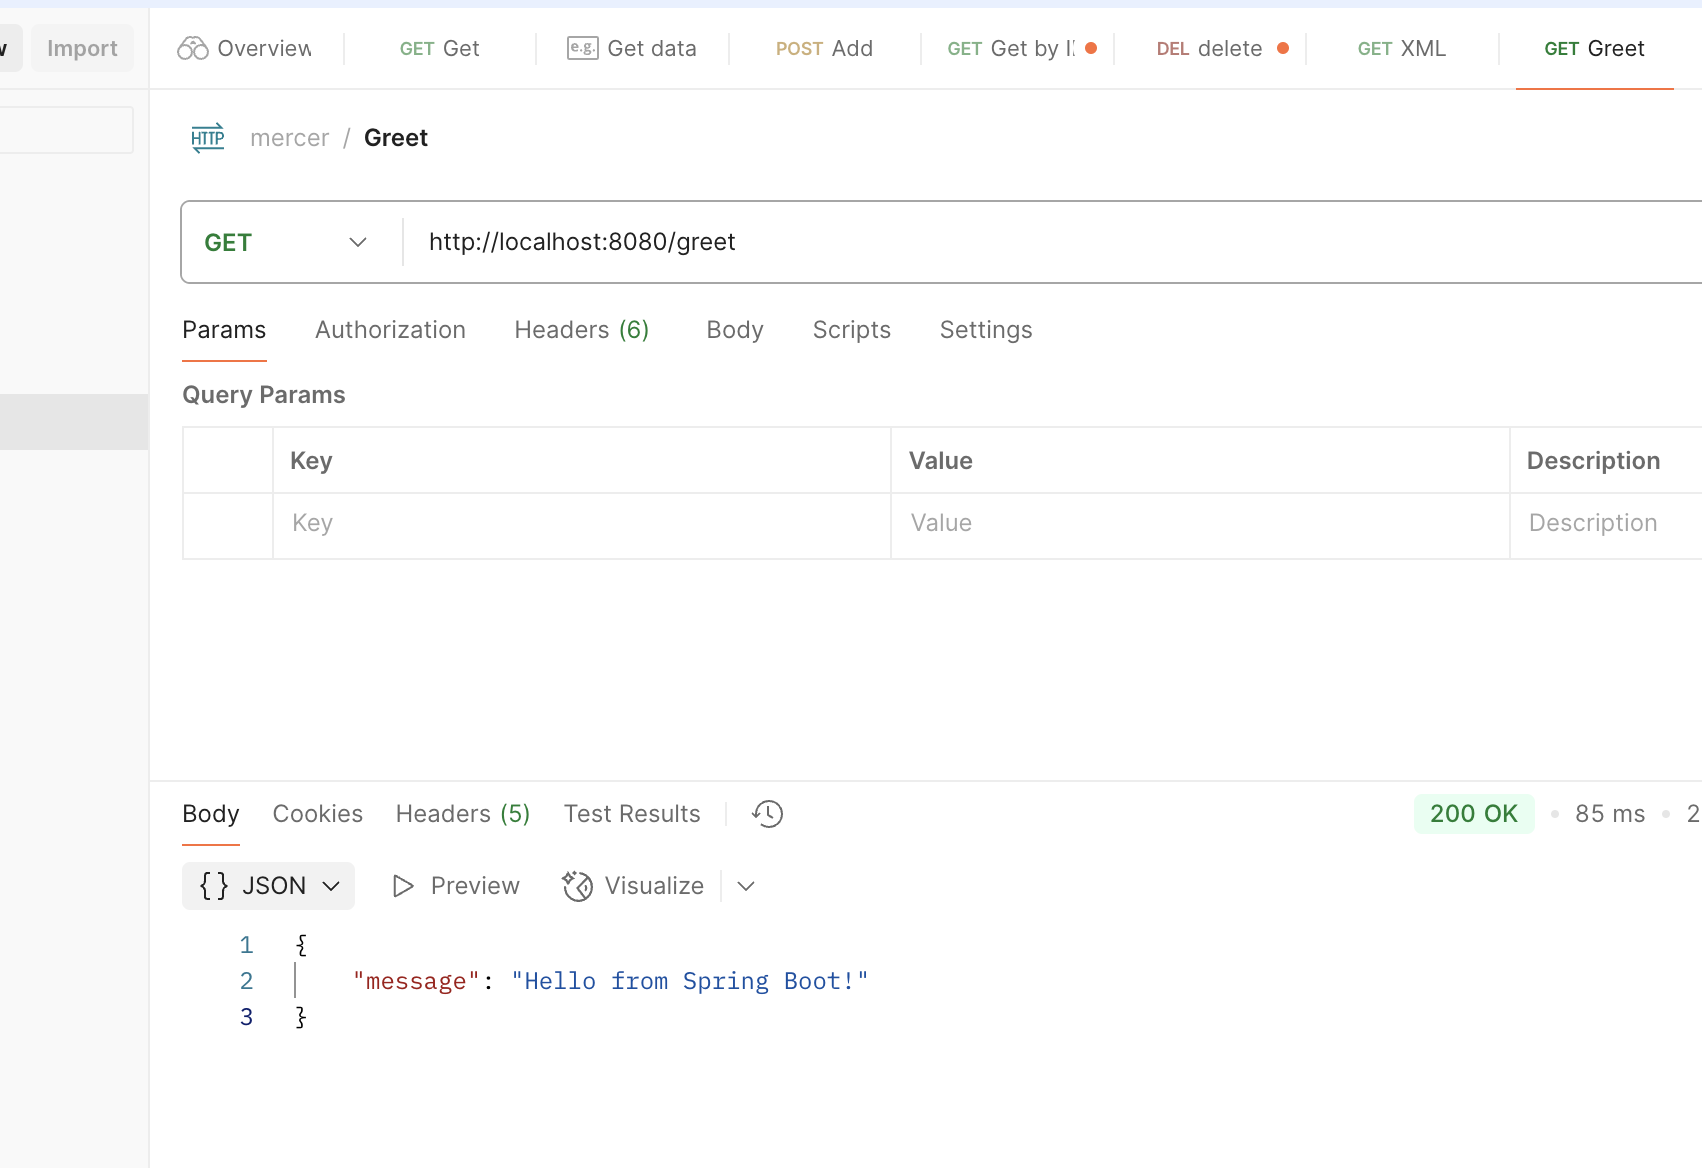 Import
Overview
GET Get
e.g. Get data
POST Add
GET Get by
DEL delete
GET XML
GET Greet
HTTP mercer / Greet
GET http://localhost:8080/greet
Params Authorization Headers (6) Body Scripts Settings
Query Params
Key Value Description
Key Value Description
Body Cookies Headers (5) Test Results 200 OK 85 ms
{} JSON Preview Visualize
1 {
2 "message": "Hello from Spring Boot!"
3 }